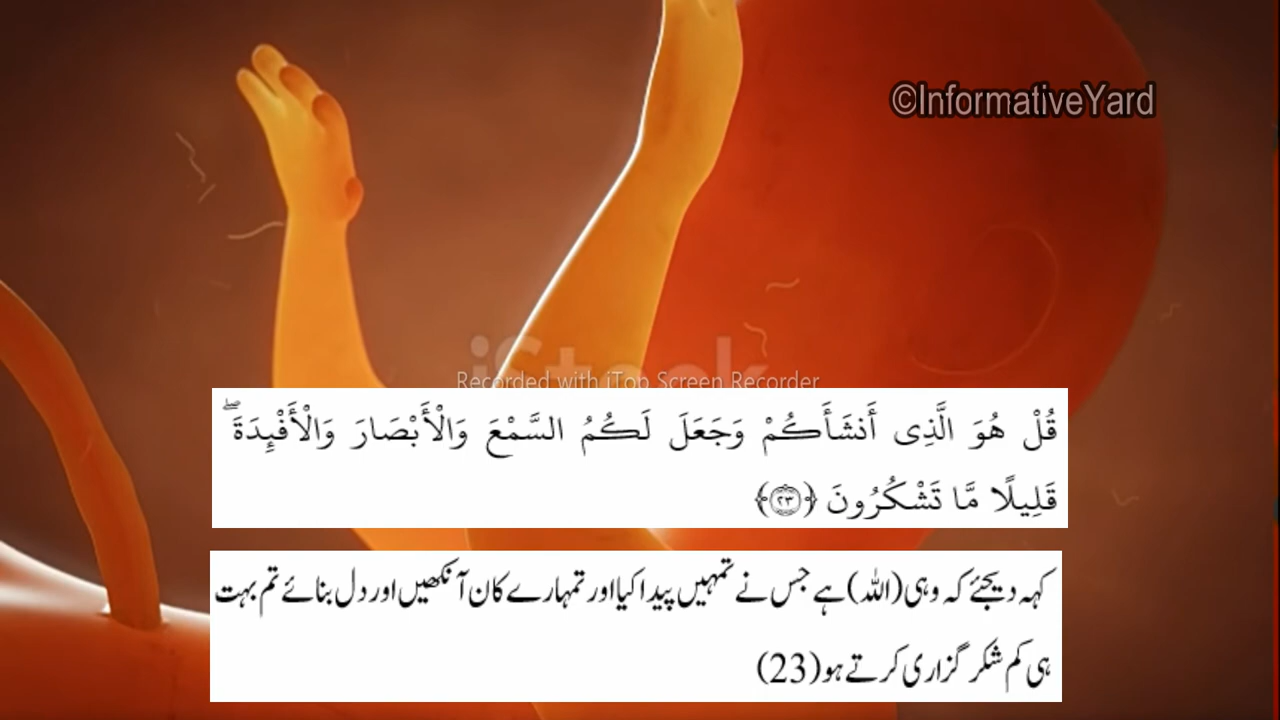 ©InformativeYard
iStock
Recorded with iTop Screen Recorder
قُلْ هُوَ الَّذِى أَنشَأَكُمْ وَجَعَلَ لَكُمُ السَّمْعَ وَالْأَبْصَارَ وَالْأَفْئِدَةَ ۖ
قَلِيلًا مَّا تَشْكُرُونَ ﴿٢٣﴾
کہہ دیجئے کہ وہی (اللہ) ہے جس نے تمہیں پیدا کیا اور تمہارے کان آنکھیں اور دل بنائے تم بہت
ہی کم شکر گزاری کرتے ہو (23)